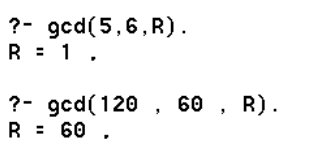 ?- gcd(5,6,R).
R = 1 .
?- gcd(120 , 60 , R).
R = 60 .